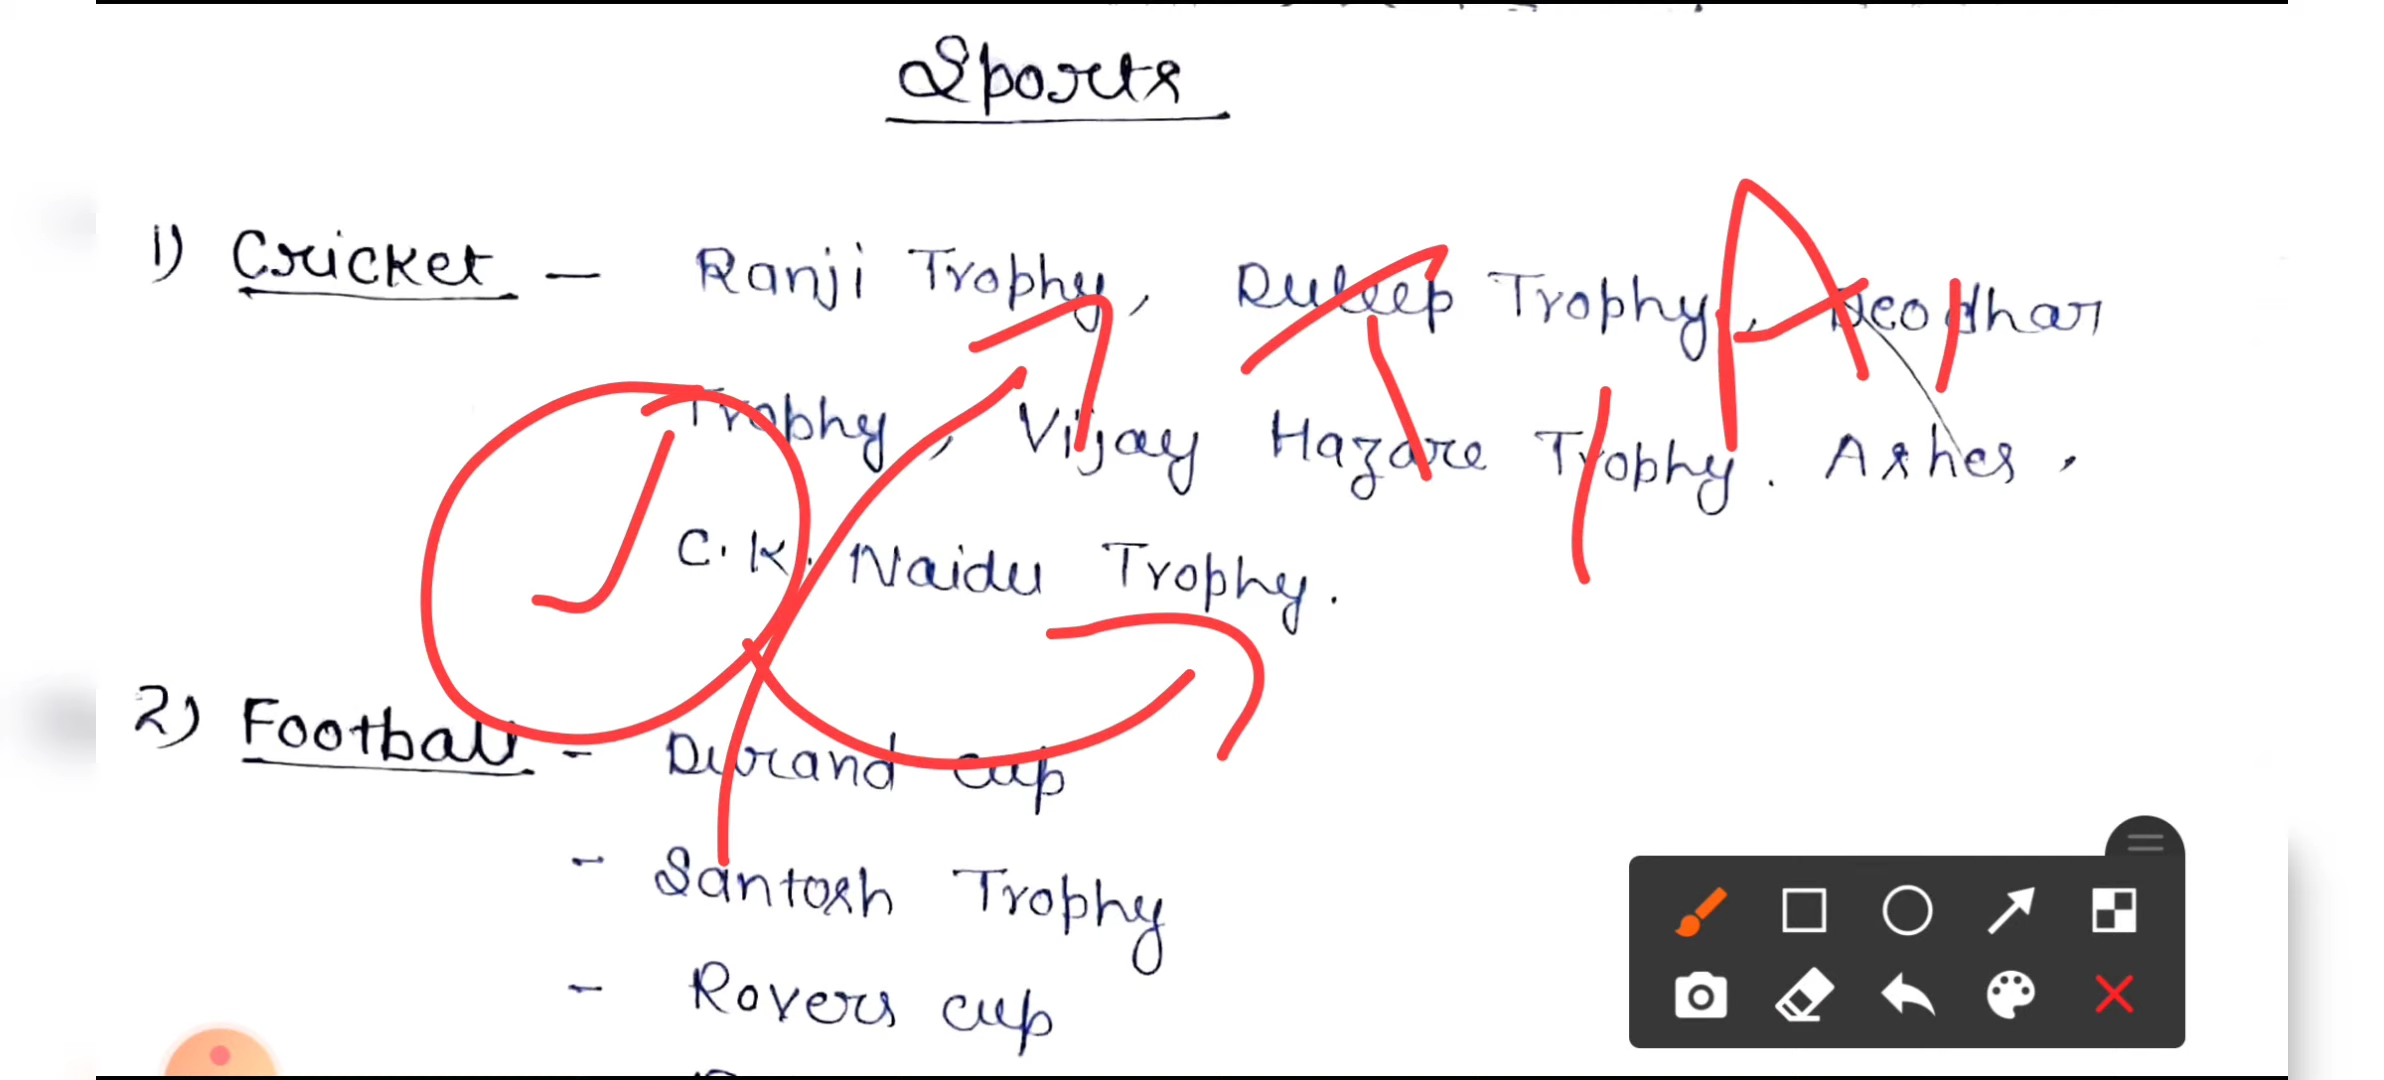 Sports
1) Cricket - Ranji Trophy, Duleep Trophy, Deodhar
Trophy, Vijay Hazare Trophy. Ashes,
C.K. Naidu Trophy.
2) Football - Durand cup
- Santosh Trophy
- Rovers cup